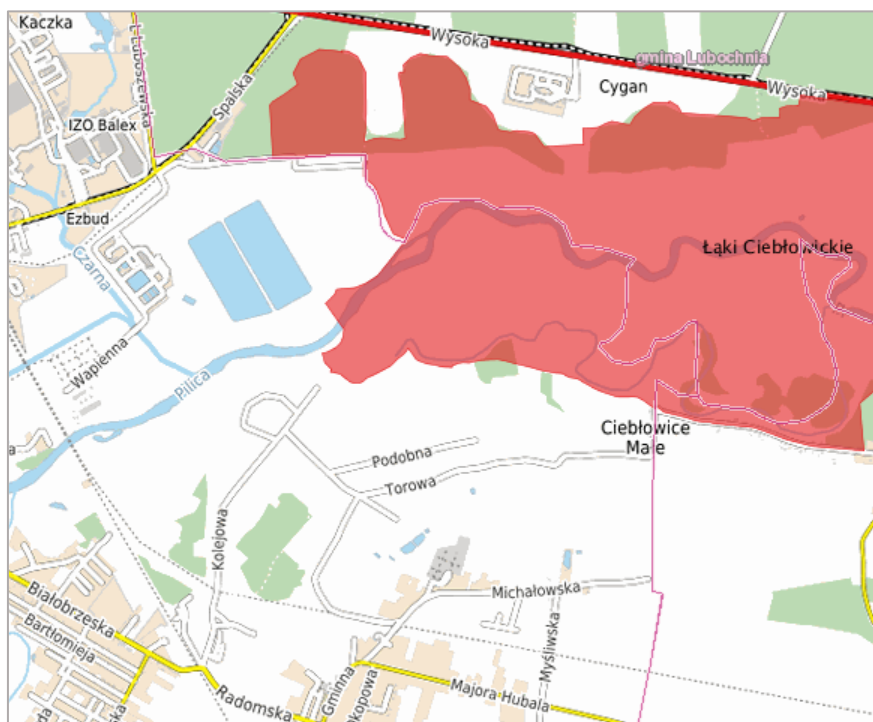 Kaczka
Wysoka
gmina Lubochnia
Wysoka
Cygan
L. Luboszewska
Spalska
IZO Balex
Ezbud
Łąki Ciebłowickie
Czarna
Wapienna
Pilica
Ciebłowice
Małe
Podobna
Torowa
Kolejowa
Michałowska
Myśliwska
Białobrzeska
Bartłomieja
Gminna
Majora Hubala
Radomska